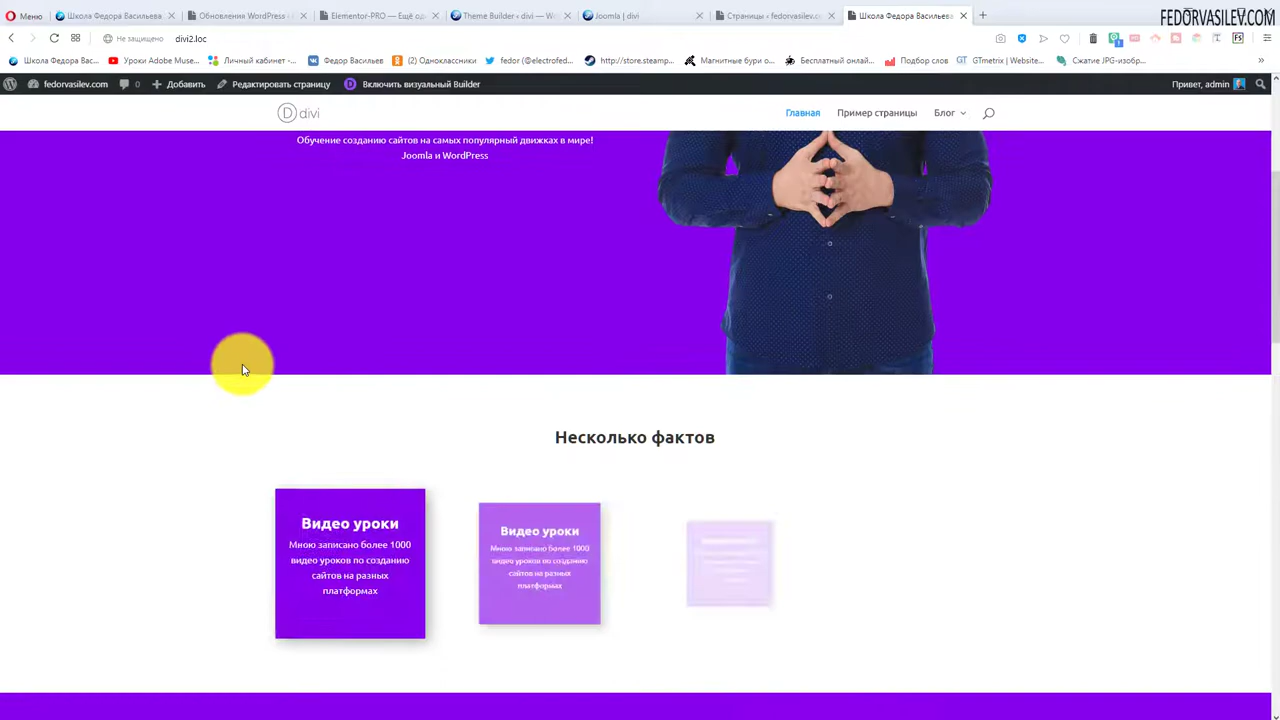 Меню
Школа Федора Васильева
Обновления WordPress ‹
Elementor-PRO — Ещё од
Theme Builder ‹ divi — W
Joomla | divi
Страницы ‹ fedorvasilev.c
Школа Федора Васильева
FEDORVASILEV.COM
Не защищено
divi2.loc
Школа Федора Вас...
Уроки Adobe Muse...
Личный кабинет -...
Федор Васильев
(2) Одноклассники
fedor (@electrofed...
http://store.steamp...
Магнитные бури о...
Бесплатный онлай...
Подбор слов
GTmetrix | Website...
Сжатие JPG-изобр...
fedorvasilev.com
0
Добавить
Редактировать страницу
Включить визуальный Builder
Привет, admin
D divi
Главная
Пример страницы
Блог
Обучение созданию сайтов на самых популярный движках в мире!
Joomla и WordPress
Несколько фактов
Видео уроки
Мною записано более 1000
видео уроков по созданию
сайтов на разных
платформах
Видео уроки
Мною записано более 1000
видео уроков по созданию
сайтов на разных
платформах